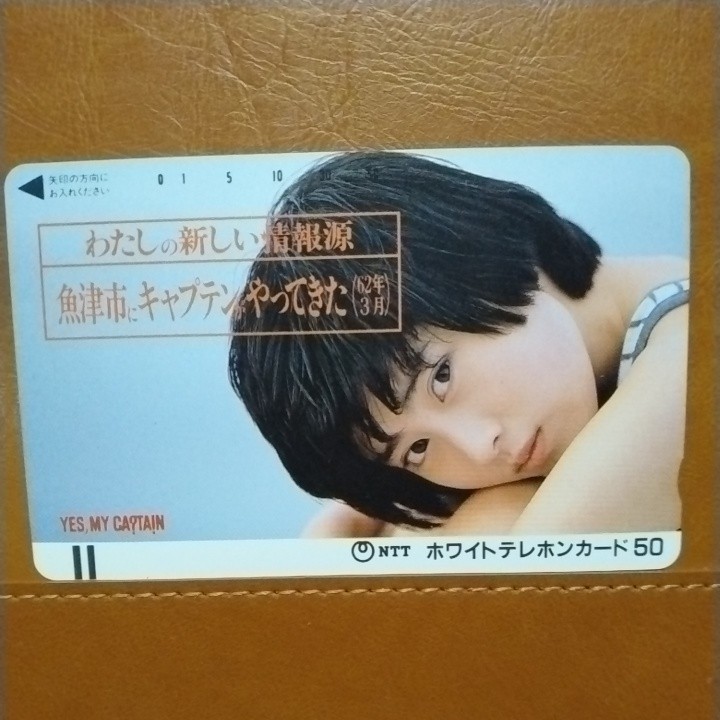 矢印の方向に
お入れください
0 1 5 10 30 50
わたしの新しい情報源
魚津市にキャプテンがやってきた(62年3月)
YES, MY CAPTAIN
NTT ホワイトテレホンカード 50